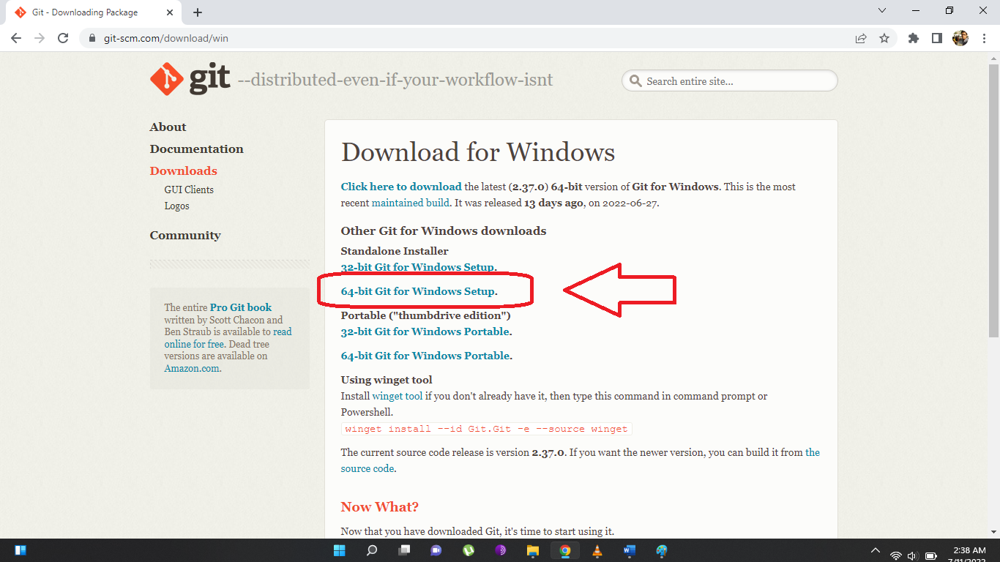 Git - Downloading Package
git-scm.com/download/win
git --distributed-even-if-your-workflow-isnt
Search entire site...
About
Documentation
Downloads
GUI Clients
Logos
Community
The entire Pro Git book
written by Scott Chacon and
Ben Straub is available to read
online for free. Dead tree
versions are available on
Amazon.com.
Download for Windows
Click here to download the latest (2.37.0) 64-bit version of Git for Windows. This is the most
recent maintained build. It was released 13 days ago, on 2022-06-27.
Other Git for Windows downloads
Standalone Installer
32-bit Git for Windows Setup.
64-bit Git for Windows Setup.
Portable ("thumbdrive edition")
32-bit Git for Windows Portable.
64-bit Git for Windows Portable.
Using winget tool
Install winget tool if you don't already have it, then type this command in command prompt or
Powershell.
winget install --id Git.Git -e --source winget
The current source code release is version 2.37.0. If you want the newer version, you can build it from the
source code.
Now What?
Now that you have downloaded Git, it's time to start using it.
2:38 AM
7/11/2022